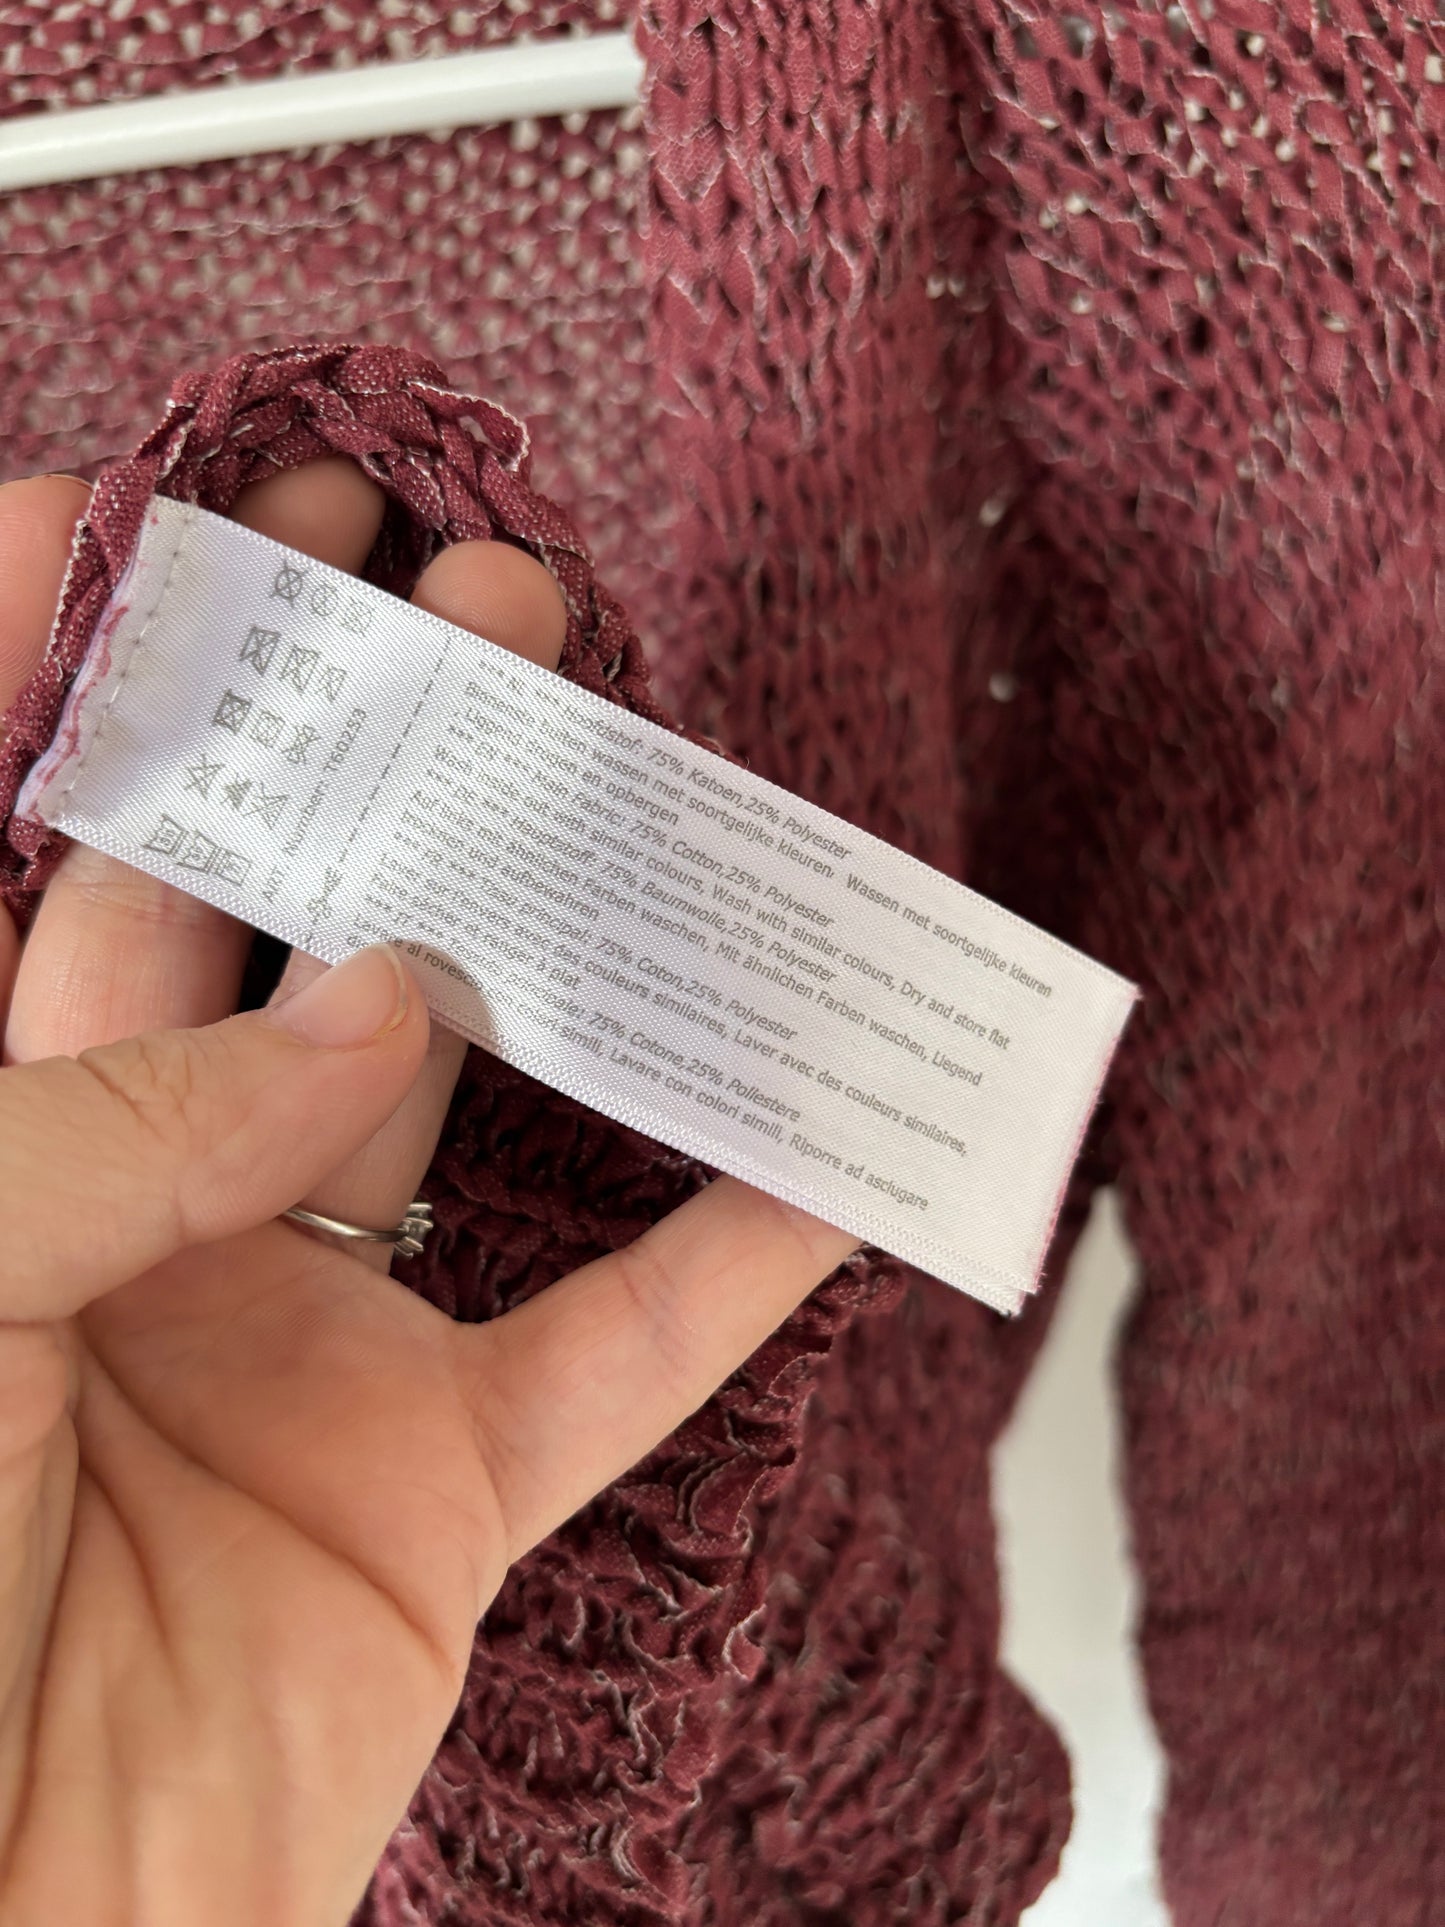 *** NL *** Hoofdstof: 75% Katoen,25% Polyester
Binnenste buiten wassen met soortgelijke kleuren, Wassen met soortgelijke kleuren
Liggend drogen en opbergen
*** EN *** Main Fabric: 75% Cotton,25% Polyester
Wash inside out with similar colours, Wash with similar colours, Dry and store flat
*** DE *** Haupstoff: 75% Baumwolle,25% Polyester
Auf links mit ähnlichen Farben waschen, Mit ähnlichen Farben waschen, Liegend
trocknen und aufbewahren
*** FR *** Tissu principal: 75% Coton,25% Polyester
Laver à l'envers avec des couleurs similaires, Laver avec des couleurs similaires,
Faire sécher et ranger à plat
*** IT *** principale: 75% Cotone,25% Poliestere
Lavare al rovescio colori simili, Lavare con colori simili, Riporre ad asciugare
Nummer: